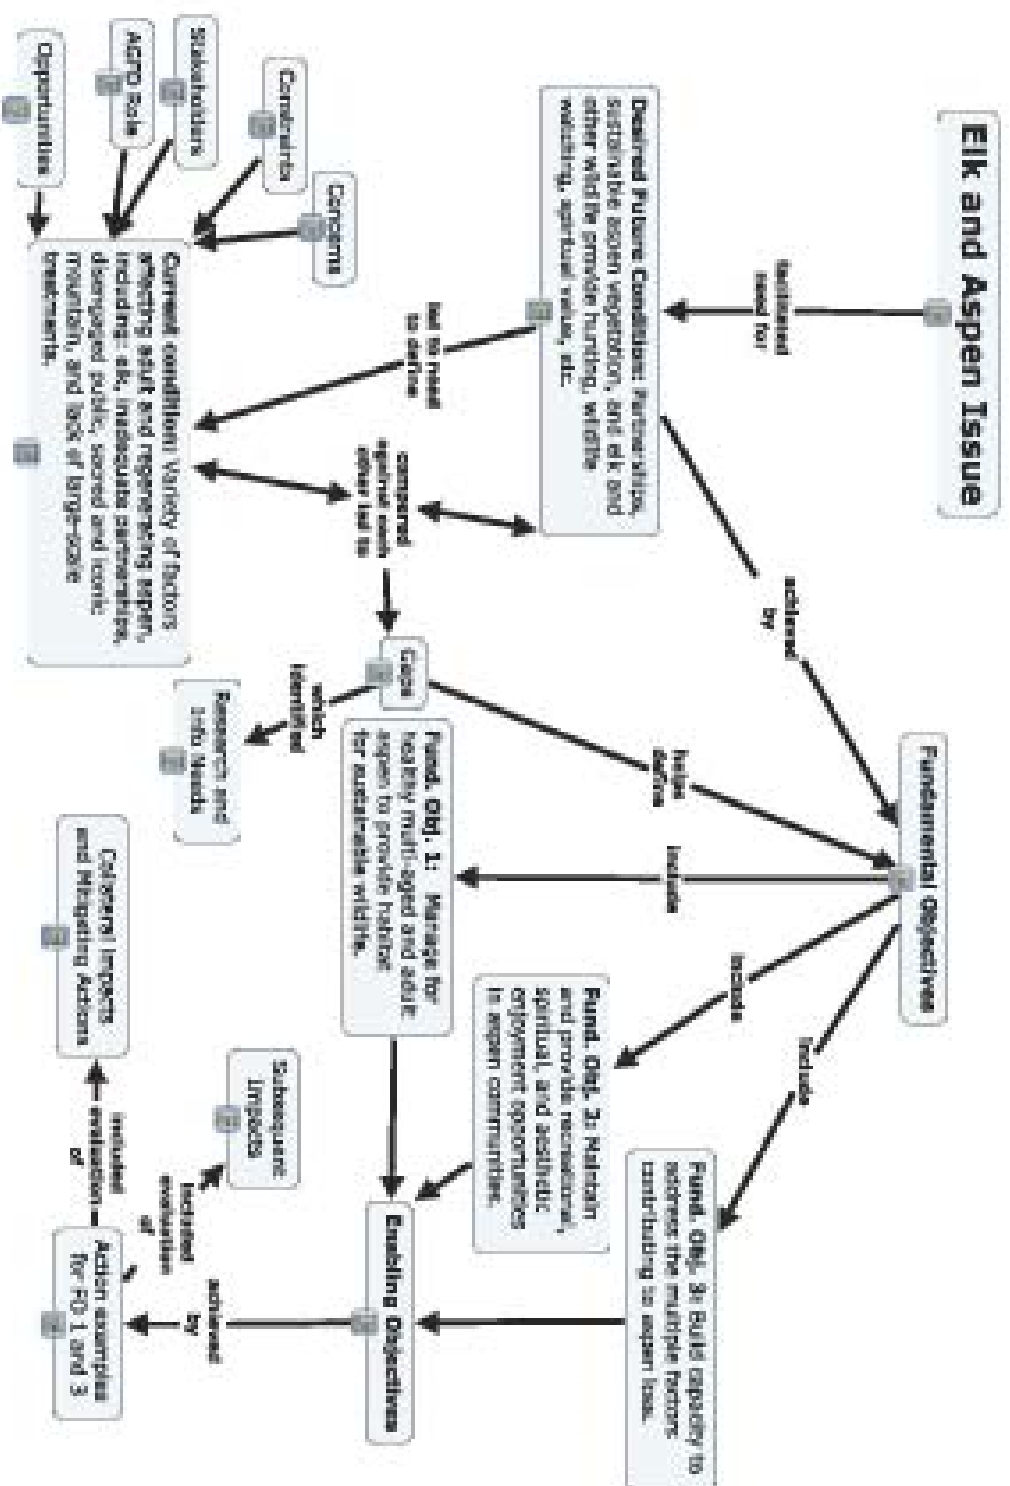 Elk and Aspen Issue
facilitated
need for
Desired Future Condition: Partnerships,
sustainable aspen vegetation, and elk and
other wildlife provide hunting, wildlife
watching, spiritual value, etc.
achieved
by
Fundamental Objectives
led to need
to define
compared
against each
other led to
Gaps
helps
define
include
include
include
Concerns
Constraints
Stakeholders
AGFD Role
Opportunities
Current condition: Variety of factors
affecting adult and regenerating aspen,
including: elk, inadequate partnerships,
disengaged public, sacred and iconic
mountain, and lack of large-scale
treatments.
which
identified
Research and
Info Needs
Fund. Obj. 1: Manage for
healthy multi-aged and adult
aspen to provide habitat
for sustainable wildlife.
Fund. Obj. 2: Maintain
and provide recreational,
spiritual, and aesthetic
enjoyment opportunities
in aspen communities.
Fund. Obj. 3: Build capacity to
address the multiple factors
contributing to aspen loss.
Enabling Objectives
achieved
by
Action examples
for FO 1 and 3
included
evaluation
of
Subsequent
Impacts
included
evaluation
of
Collateral Impacts
and Mitigating Actions